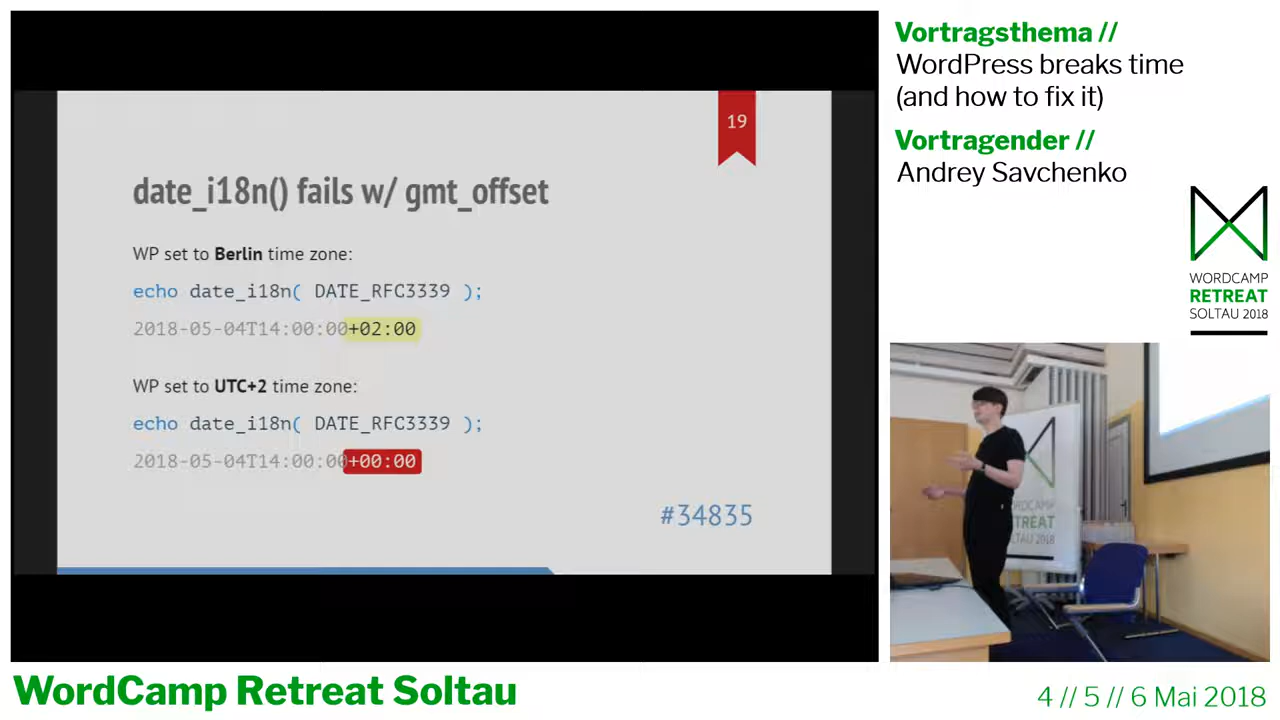 19
date_i18n() fails w/ gmt_offset
WP set to Berlin time zone:
echo date_i18n( DATE_RFC3339 );
2018-05-04T14:00:00+02:00
WP set to UTC+2 time zone:
echo date_i18n( DATE_RFC3339 );
2018-05-04T14:00:00+00:00
#34835
Vortragsthema //
WordPress breaks time
(and how to fix it)
Vortragender //
Andrey Savchenko
WORDCAMP
RETREAT
SOLTAU 2018
TREAT
LTAU 2018
WordCamp Retreat Soltau
4 // 5 // 6 Mai 2018